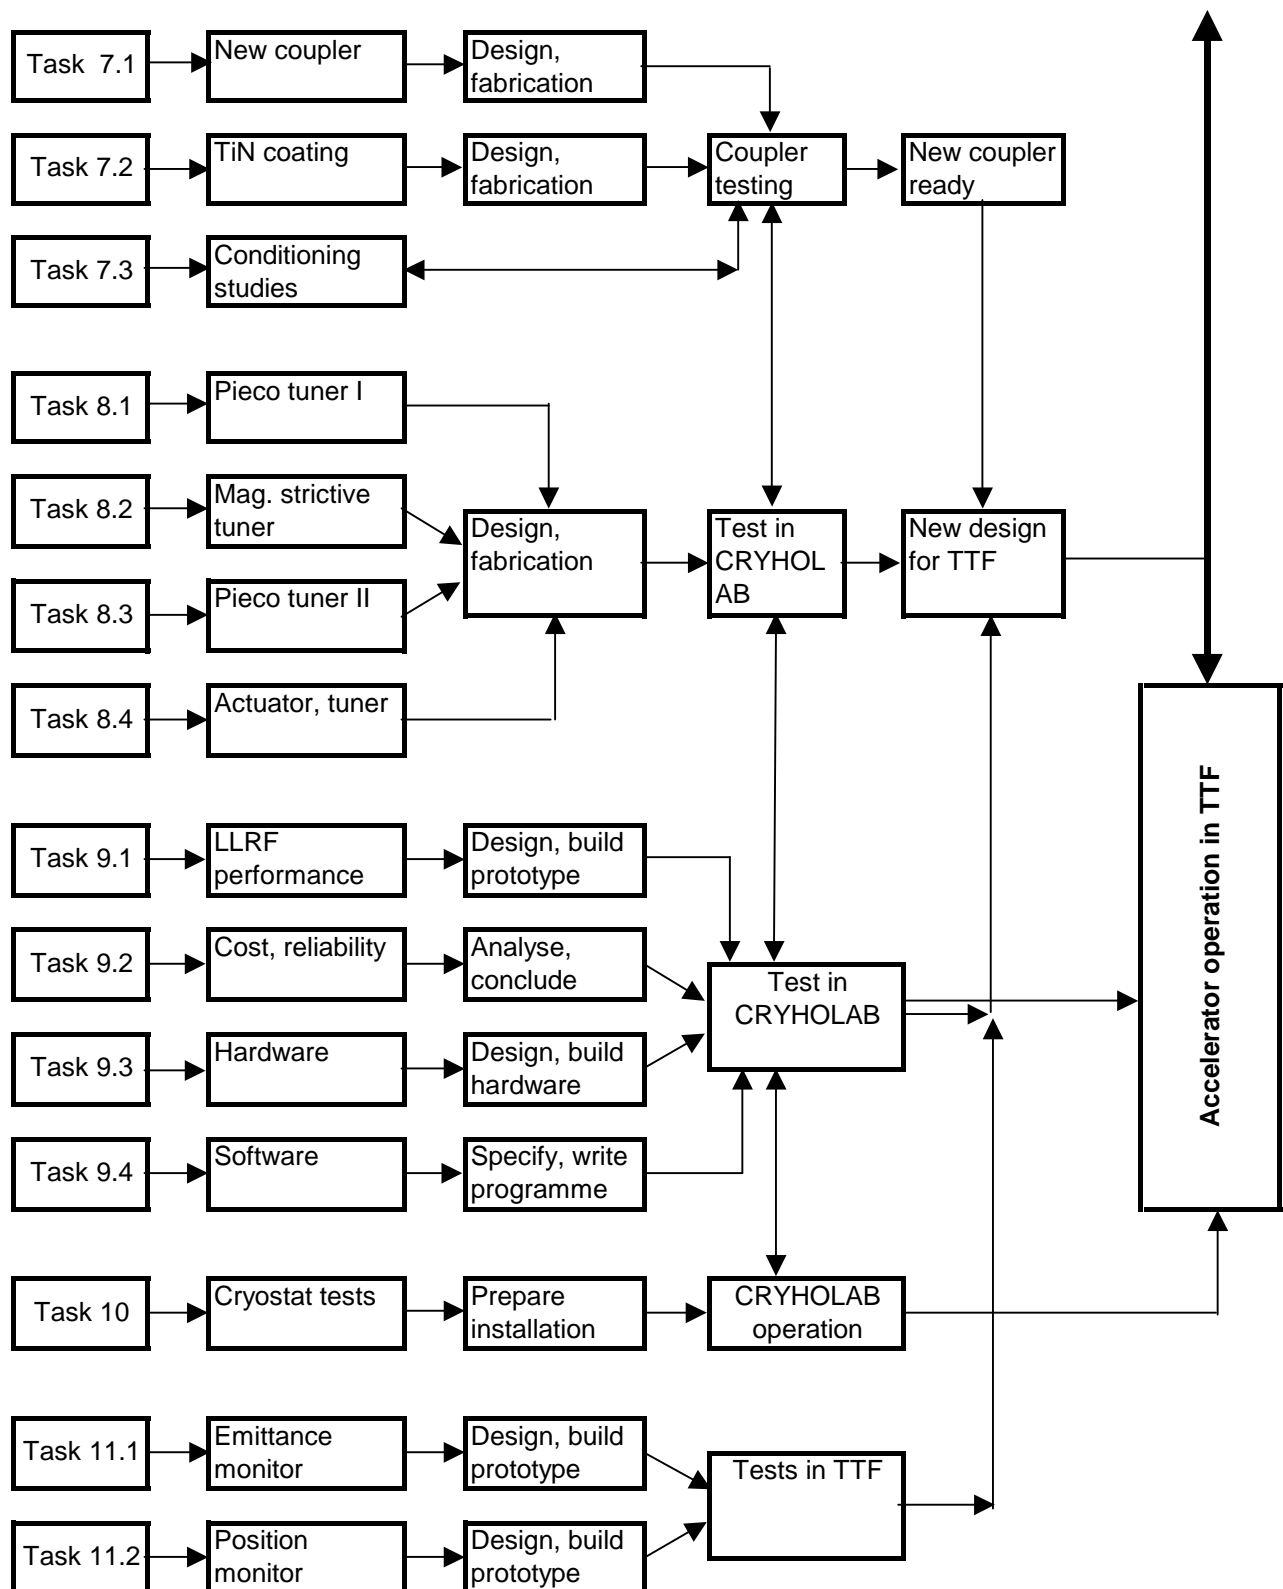 Task 7.1
New coupler
Design,
fabrication
Task 7.2
TiN coating
Design,
fabrication
Coupler
testing
New coupler
ready
Task 7.3
Conditioning
studies
Task 8.1
Pieco tuner I
Task 8.2
Mag. strictive
tuner
Design,
fabrication
Test in
CRYHOL
AB
New design
for TTF
Task 8.3
Pieco tuner II
Task 8.4
Actuator, tuner
Accelerator operation in TTF
Task 9.1
LLRF
performance
Design, build
prototype
Task 9.2
Cost, reliability
Analyse,
conclude
Test in
CRYHOLAB
Task 9.3
Hardware
Design, build
hardware
Task 9.4
Software
Specify, write
programme
Task 10
Cryostat tests
Prepare
installation
CRYHOLAB
operation
Task 11.1
Emittance
monitor
Design, build
prototype
Tests in TTF
Task 11.2
Position
monitor
Design, build
prototype